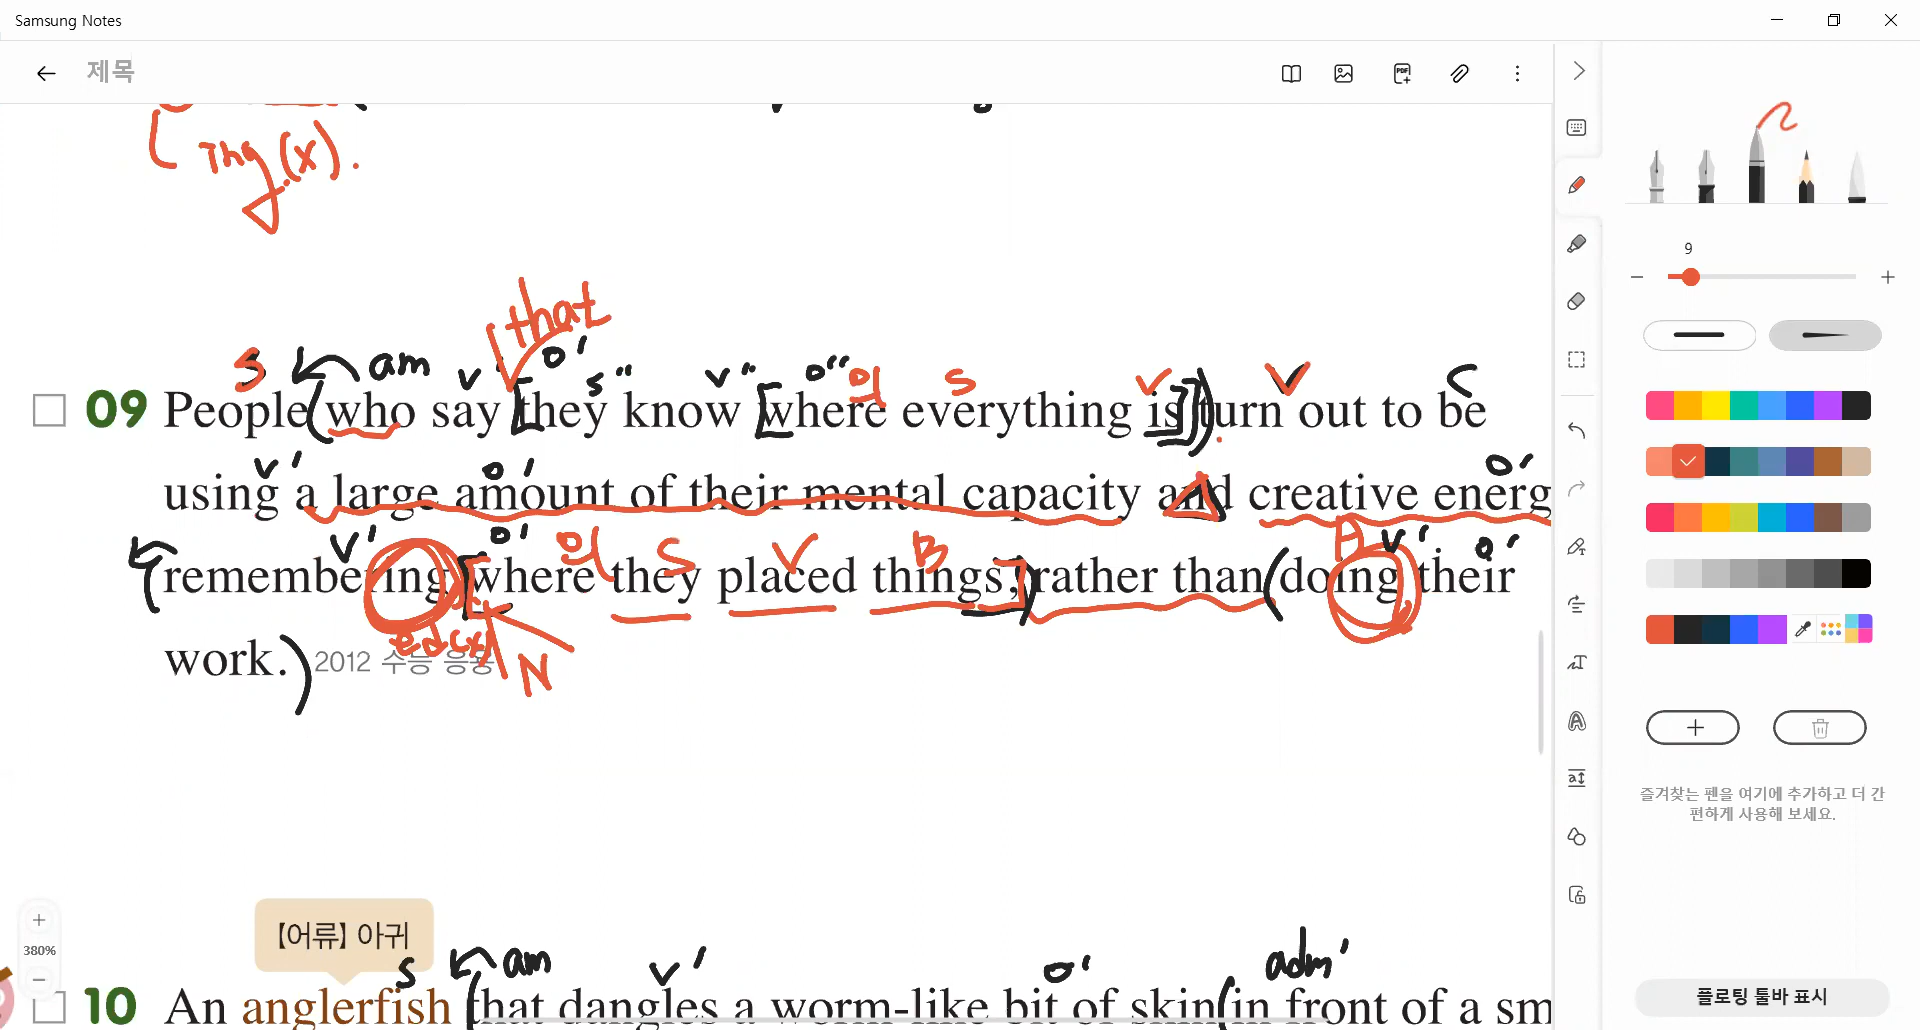 Samsung Notes
제목
ing (x).
that
S am v' o' s" v" o"' 의 S V V C
09 People who say they know where everything is turn out to be
v' o' o'
using a large amount of their mental capacity and creative energ
v' o' 의 S V B A v' o'
remembering where they placed things, rather than doing their
ed(x) N
work. 2012 수능 응용
【어류】 아귀
S am v' o' adm'
10 An anglerfish that dangles a worm-like bit of skin in front of a sm
380%
PDF
9
즐겨찾는 펜을 여기에 추가하고 더 간
편하게 사용해 보세요.
플로팅 툴바 표시